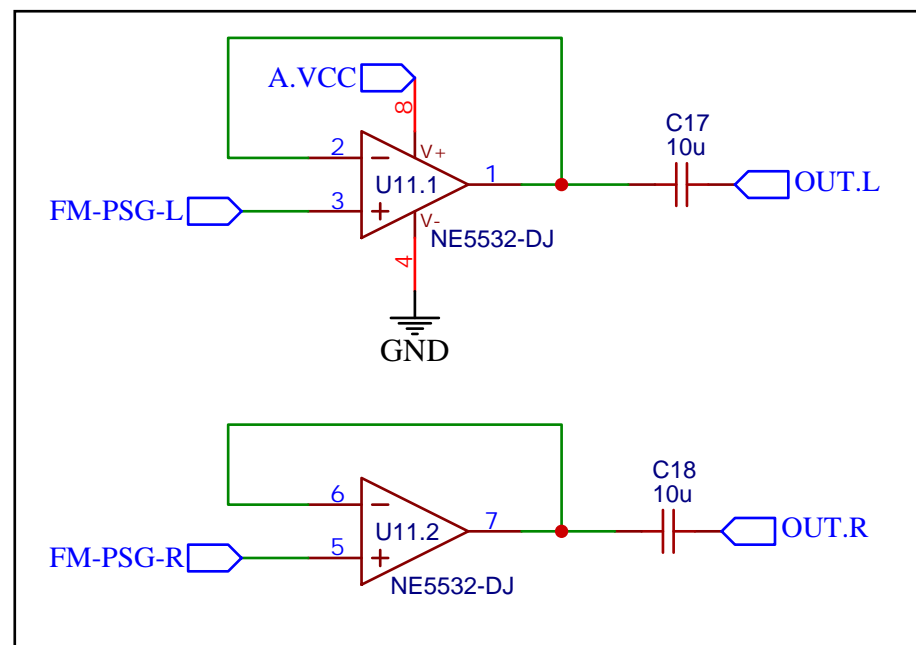 A.VCC
8
C17
10u
2
V+
U11.1
1
OUT.L
FM-PSG-L
3
V-
NE5532-DJ
4
GND
C18
10u
6
U11.2
7
OUT.R
FM-PSG-R
5
NE5532-DJ